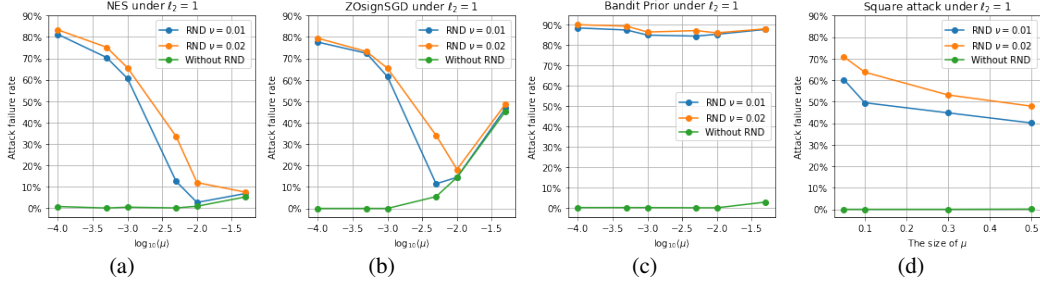 NES under ℓ₂ = 1
Attack failure rate
90%
80%
70%
60%
50%
40%
30%
20%
10%
0%
RND ν = 0.01
RND ν = 0.02
Without RND
−4.0 −3.5 −3.0 −2.5 −2.0 −1.5
log₁₀(μ)
(a)
ZOsignSGD under ℓ₂ = 1
Attack failure rate
90%
80%
70%
60%
50%
40%
30%
20%
10%
0%
RND ν = 0.01
RND ν = 0.02
Without RND
−4.0 −3.5 −3.0 −2.5 −2.0 −1.5
log₁₀(μ)
(b)
Bandit Prior under ℓ₂ = 1
Attack failure rate
90%
80%
70%
60%
50%
40%
30%
20%
10%
0%
RND ν = 0.01
RND ν = 0.02
Without RND
−4.0 −3.5 −3.0 −2.5 −2.0 −1.5
log₁₀(μ)
(c)
Square attack under ℓ₂ = 1
Attack failure rate
90%
80%
70%
60%
50%
40%
30%
20%
10%
0%
RND ν = 0.01
RND ν = 0.02
Without RND
0.1 0.2 0.3 0.4 0.5
The size of μ
(d)